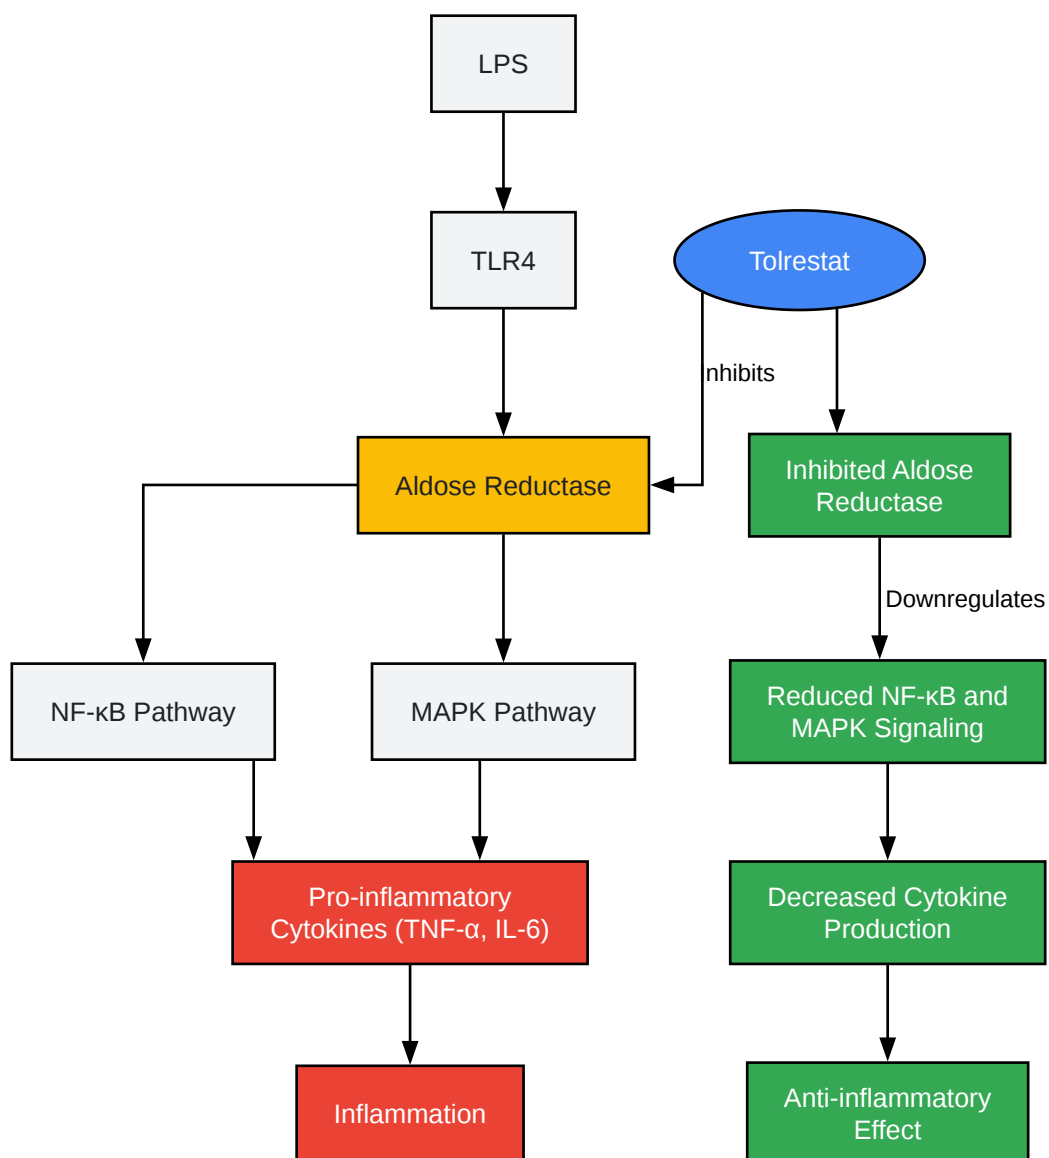 LPS
TLR4
Tolrestat
nhibits
Aldose Reductase
Inhibited Aldose
Reductase
Downregulates
NF-κB Pathway
MAPK Pathway
Reduced NF-κB and
MAPK Signaling
Pro-inflammatory
Cytokines (TNF-α, IL-6)
Decreased Cytokine
Production
Inflammation
Anti-inflammatory
Effect